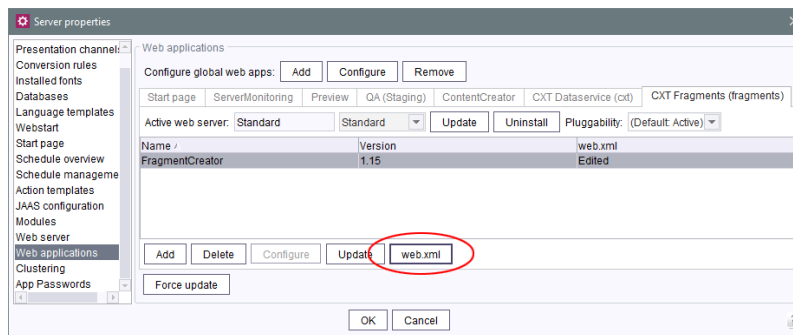 Server properties
Presentation channels
Conversion rules
Installed fonts
Databases
Language templates
Webstart
Start page
Schedule overview
Schedule manageme
Action templates
JAAS configuration
Modules
Web server
Web applications
Clustering
App Passwords
Web applications
Configure global web apps: Add Configure Remove
Start page ServerMonitoring Preview QA (Staging) ContentCreator CXT Dataservice (cxt) CXT Fragments (fragments)
Active web server: Standard Standard Update Uninstall Pluggability: (Default: Active)
Name Version web.xml
FragmentCreator 1.15 Edited
Add Delete Configure Update web.xml
Force update
OK Cancel